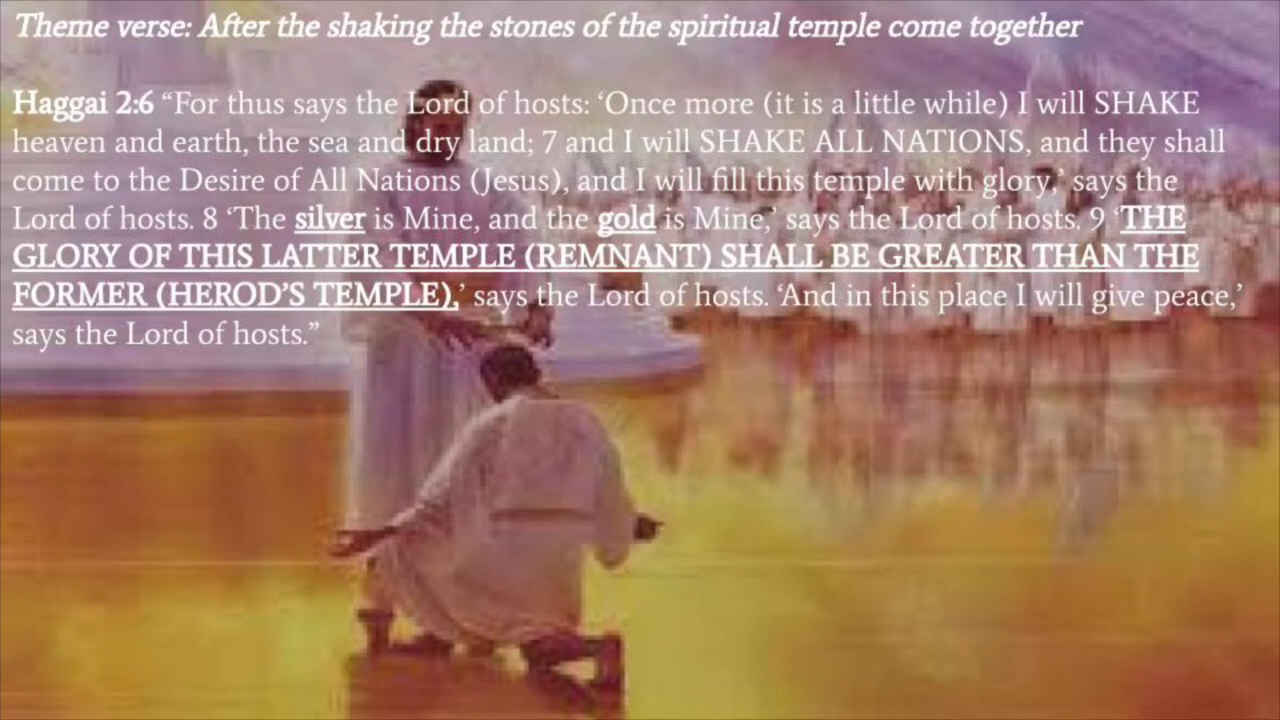 Theme verse: After the shaking the stones of the spiritual temple come together
Haggai 2:6 “For thus says the Lord of hosts: ‘Once more (it is a little while) I will SHAKE
heaven and earth, the sea and dry land; 7 and I will SHAKE ALL NATIONS, and they shall
come to the Desire of All Nations (Jesus), and I will fill this temple with glory,’ says the
Lord of hosts. 8 ‘The silver is Mine, and the gold is Mine,’ says the Lord of hosts. 9 ‘THE
GLORY OF THIS LATTER TEMPLE (REMNANT) SHALL BE GREATER THAN THE
FORMER (HEROD’S TEMPLE),’ says the Lord of hosts. ‘And in this place I will give peace,’
says the Lord of hosts.”